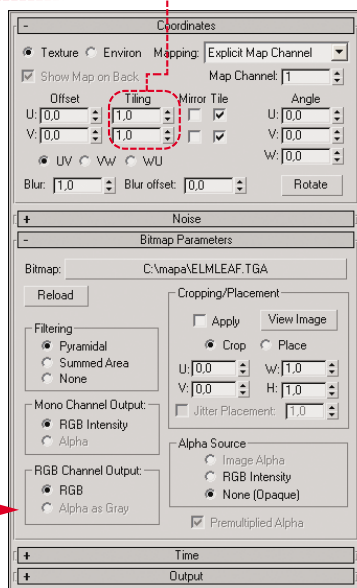 - Coordinates
Texture Environ Mapping: Explicit Map Channel
Show Map on Back Map Channel: 1
Offset Tiling Mirror Tile Angle
U: 0,0 1,0 U: 0,0
V: 0,0 1,0 V: 0,0
UV VW WU W: 0,0
Blur: 1,0 Blur offset: 0,0 Rotate
+ Noise
- Bitmap Parameters
Bitmap: C:\mapa\ELMLEAF.TGA
Reload
Cropping/Placement
Apply View Image
Crop Place
U: 0,0 W: 1,0
V: 0,0 H: 1,0
Jitter Placement: 1,0
Filtering
Pyramidal
Summed Area
None
Mono Channel Output:
RGB Intensity
Alpha
RGB Channel Output:
RGB
Alpha as Gray
Alpha Source
Image Alpha
RGB Intensity
None (Opaque)
Premultiplied Alpha
+ Time
+ Output